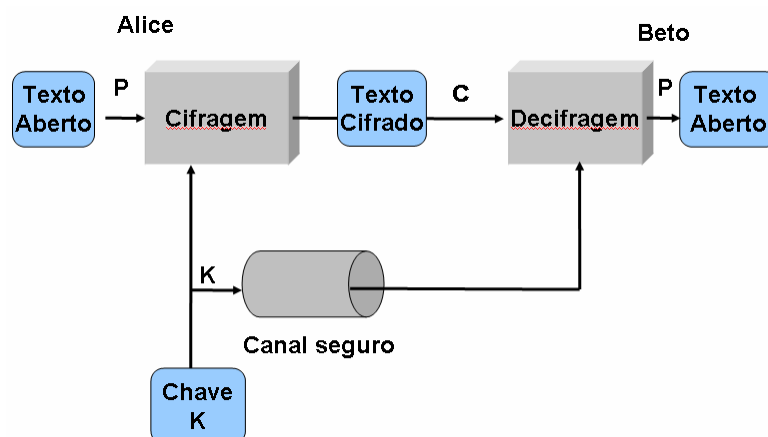 Alice
Beto
Texto
Aberto
P
Cifragem
Texto
Cifrado
C
Decifragem
P
Texto
Aberto
K
Canal seguro
Chave
K